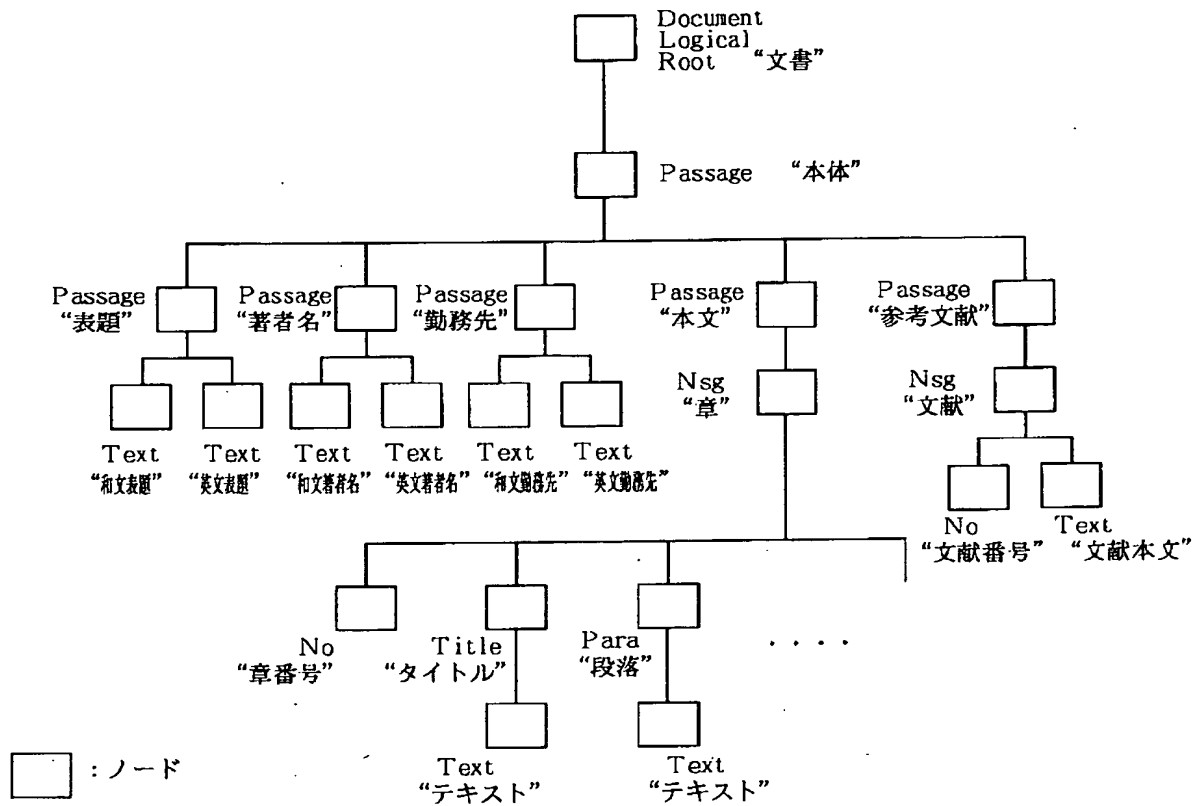 Document
Logical
Root “文書”
Passage “本体”
Passage
“表題”
Passage
“著者名”
Passage
“勤務先”
Passage
“本文”
Passage
“参考文献”
Text
“和文表題”
Text
“英文表題”
Text
“和文著者名”
Text
“英文著者名”
Text
“和文勤務先”
Text
“英文勤務先”
Nsg
“章”
Nsg
“文献”
No
“文献番号”
Text
“文献本文”
No
“章番号”
Title
“タイトル”
Para
“段落”
・・・・
Text
“テキスト”
Text
“テキスト”
：ノード